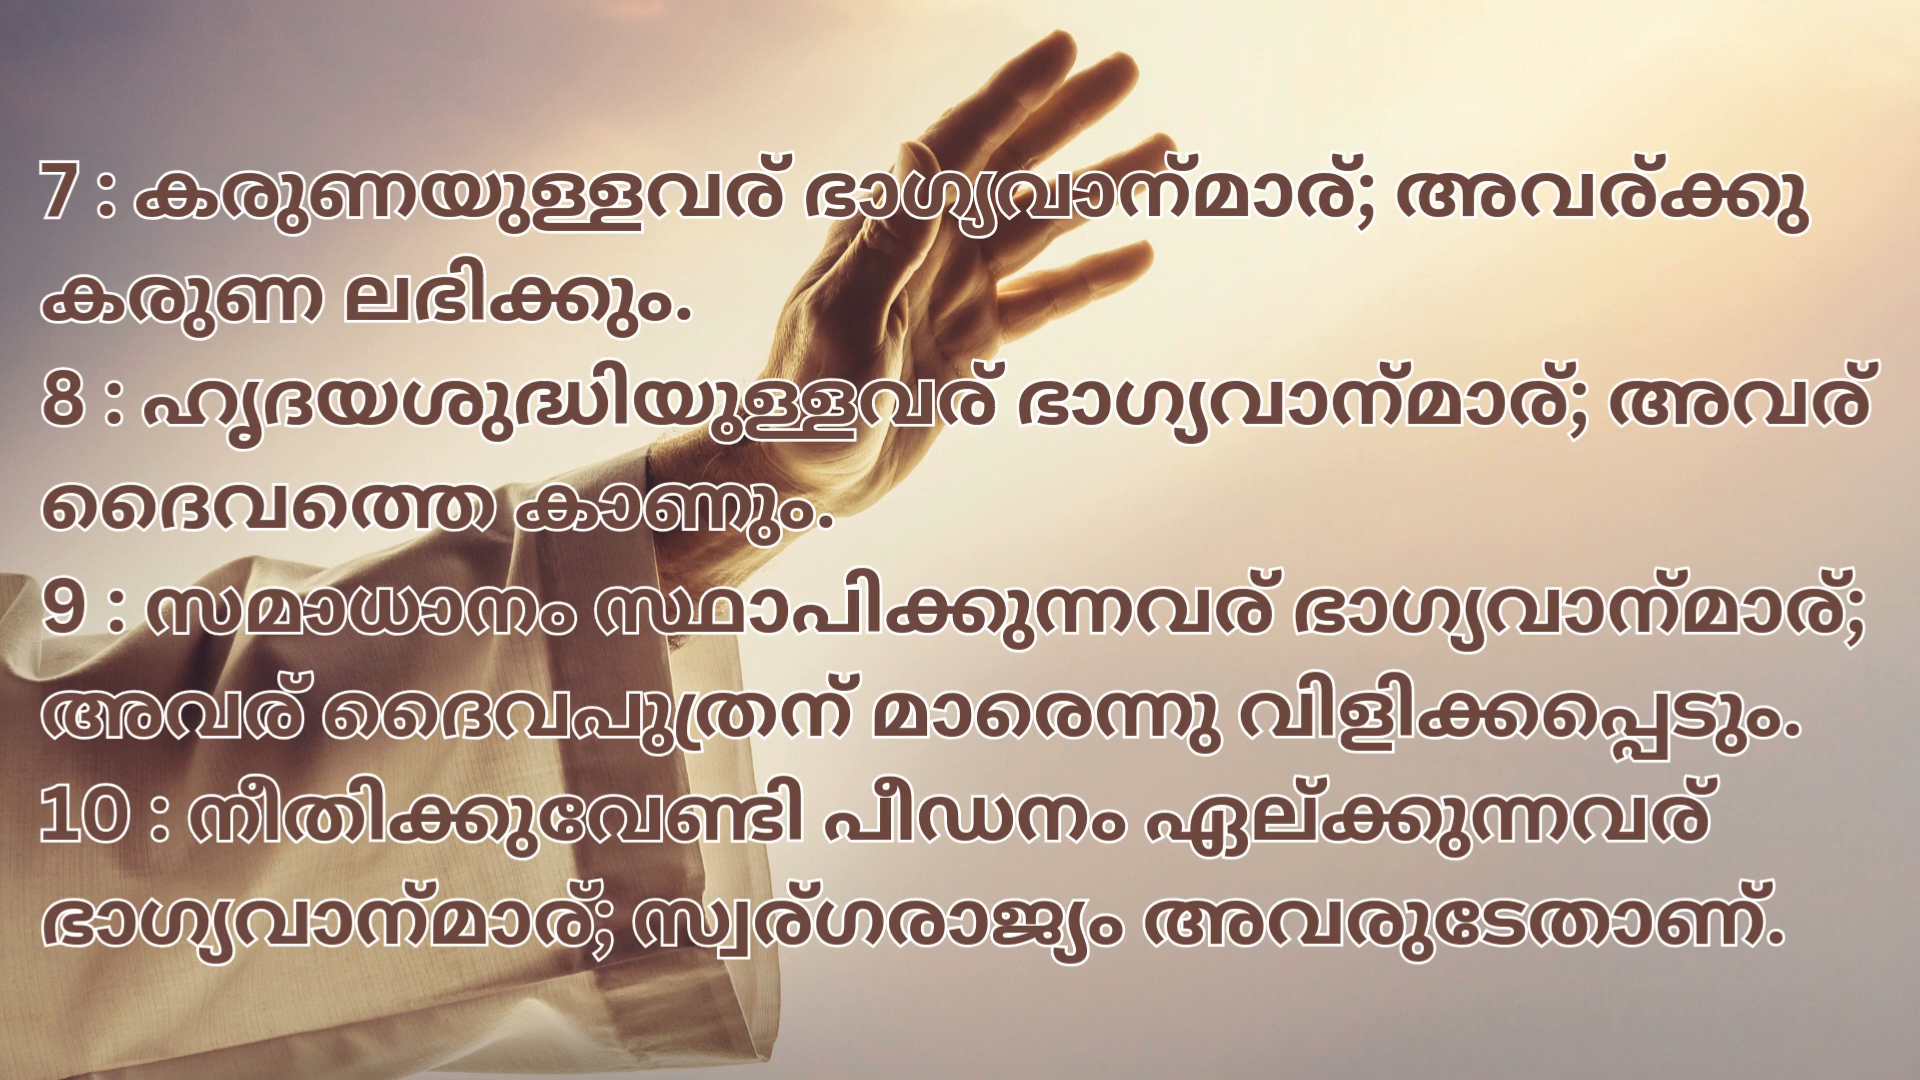 7 : കരുണയുള്ളവര് ഭാഗ്യവാന്മാര്; അവര്ക്കു
കരുണ ലഭിക്കും.
8 : ഹൃദയശുദ്ധിയുള്ളവര് ഭാഗ്യവാന്മാര്; അവര്
ദൈവത്തെ കാണും.
9 : സമാധാനം സ്ഥാപിക്കുന്നവര് ഭാഗ്യവാന്മാര്;
അവര് ദൈവപുത്രന് മാരെന്നു വിളിക്കപ്പെടും.
10 : നീതിക്കുവേണ്ടി പീഡനം ഏല്ക്കുന്നവര്
ഭാഗ്യവാന്മാര്; സ്വര്ഗരാജ്യം അവരുടേതാണ്.